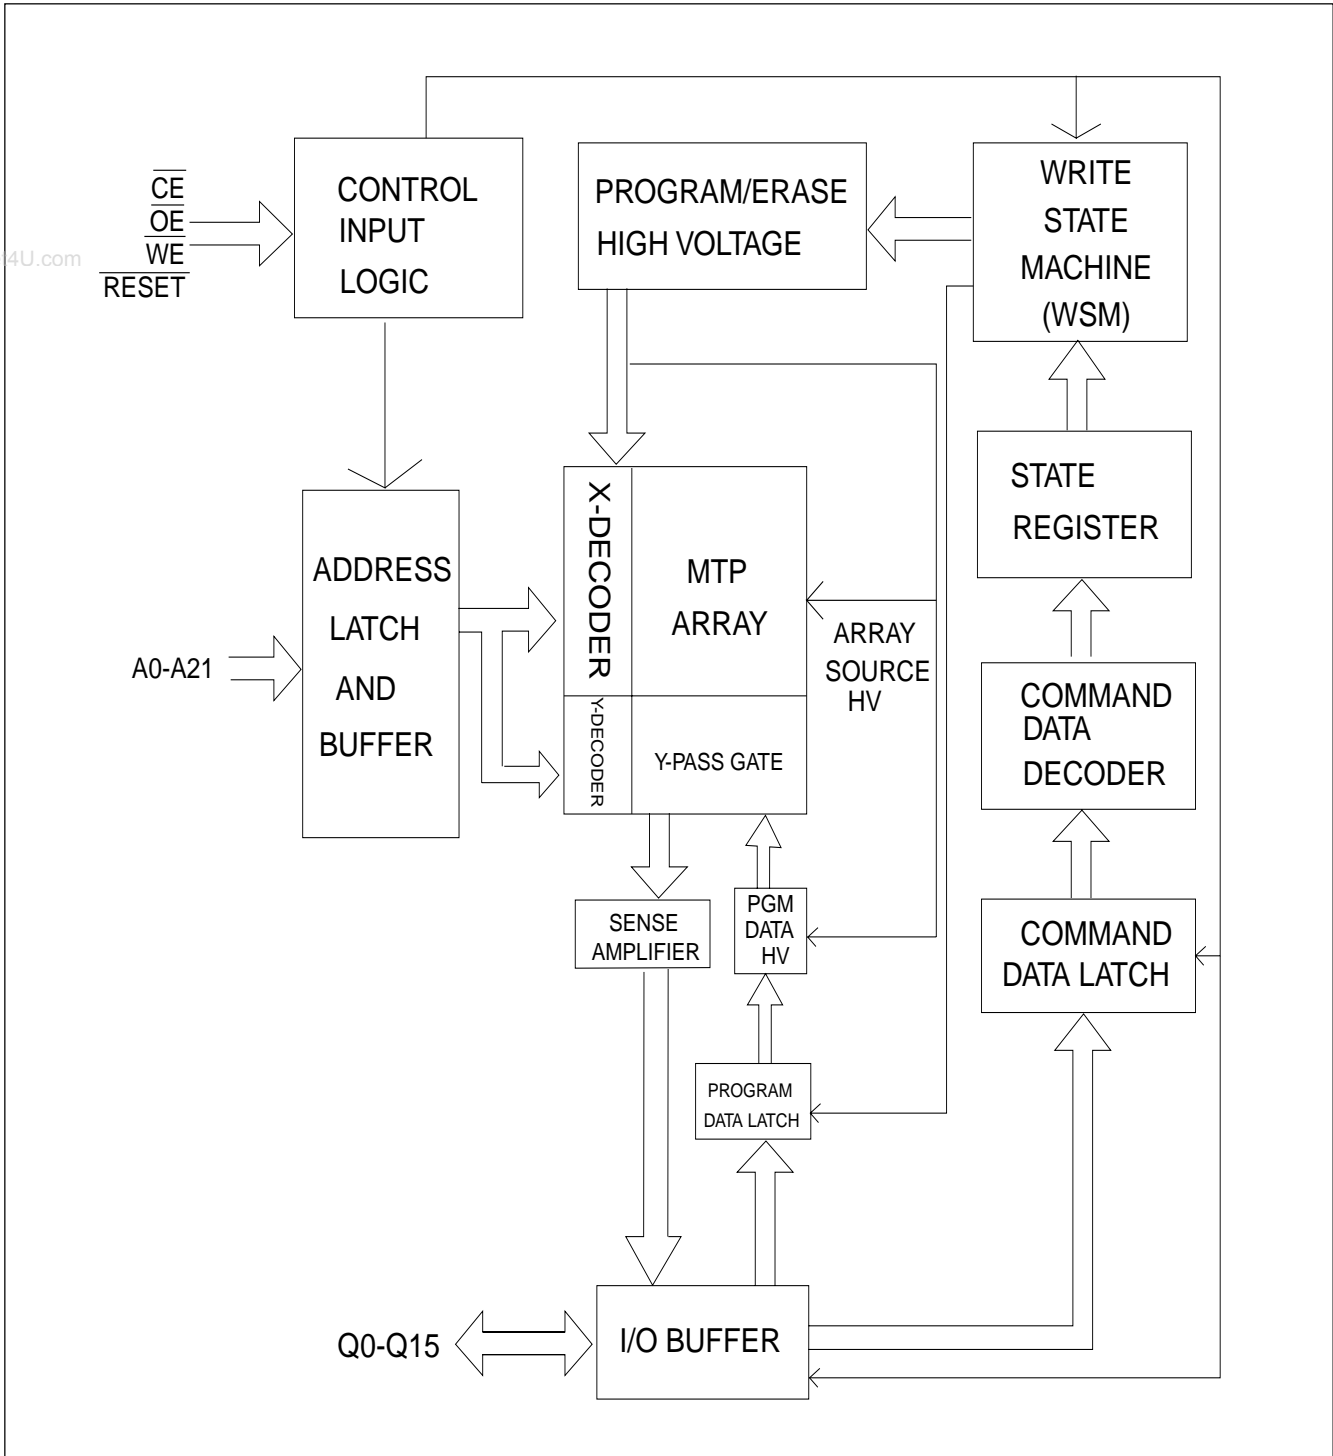 CE
OE
WE
RESET
4U.com
CONTROL
INPUT
LOGIC
PROGRAM/ERASE
HIGH VOLTAGE
WRITE
STATE
MACHINE
(WSM)
STATE
REGISTER
X-DECODER
MTP
ARRAY
ADDRESS
LATCH
AND
BUFFER
A0-A21
ARRAY
SOURCE
HV
Y-DECODER
Y-PASS GATE
COMMAND
DATA
DECODER
SENSE
AMPLIFIER
PGM
DATA
HV
COMMAND
DATA LATCH
PROGRAM
DATA LATCH
Q0-Q15
I/O BUFFER